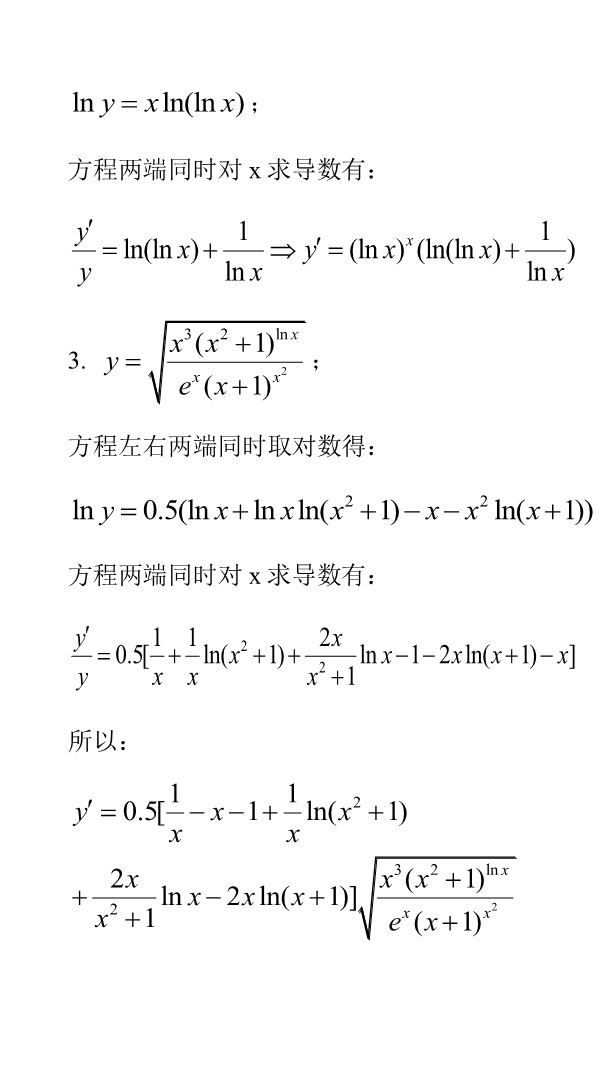 ln y = x ln(ln x)；
方程两端同时对 x 求导数有：
y′/y = ln(ln x) + 1/ln x ⇒ y′ = (ln x)^x (ln(ln x) + 1/ln x)
3. y = √(x³(x² + 1)^(ln x) / e^x (x + 1)^(x²))；
方程左右两端同时取对数得：
ln y = 0.5(ln x + ln x ln(x² + 1) − x − x² ln(x + 1))
方程两端同时对 x 求导数有：
y′/y = 0.5[1/x + 1/x ln(x² + 1) + 2x/(x² + 1) ln x − 1 − 2x ln(x + 1) − x]
所以：
y′ = 0.5[1/x − x − 1 + 1/x ln(x² + 1)
+ 2x/(x² + 1) ln x − 2x ln(x + 1)]√(x³(x² + 1)^(ln x) / e^x (x + 1)^(x²))